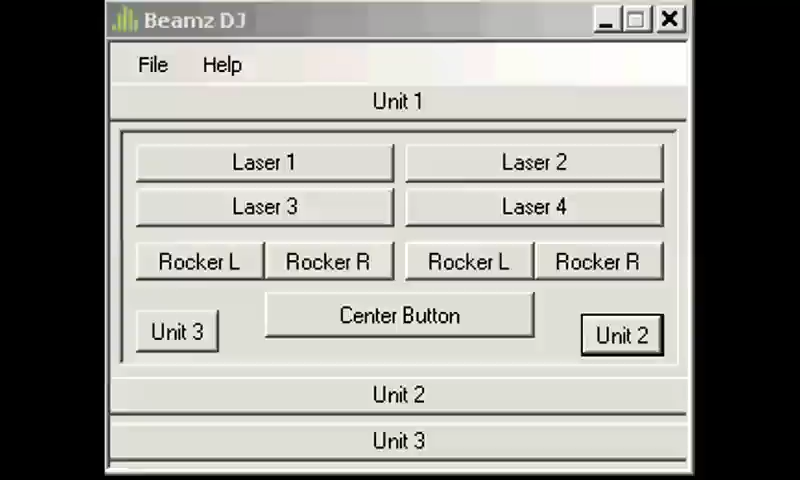 Beamz DJ
File Help
Unit 1
Laser 1 Laser 2
Laser 3 Laser 4
Rocker L Rocker R Rocker L Rocker R
Center Button
Unit 3 Unit 2
Unit 2
Unit 3